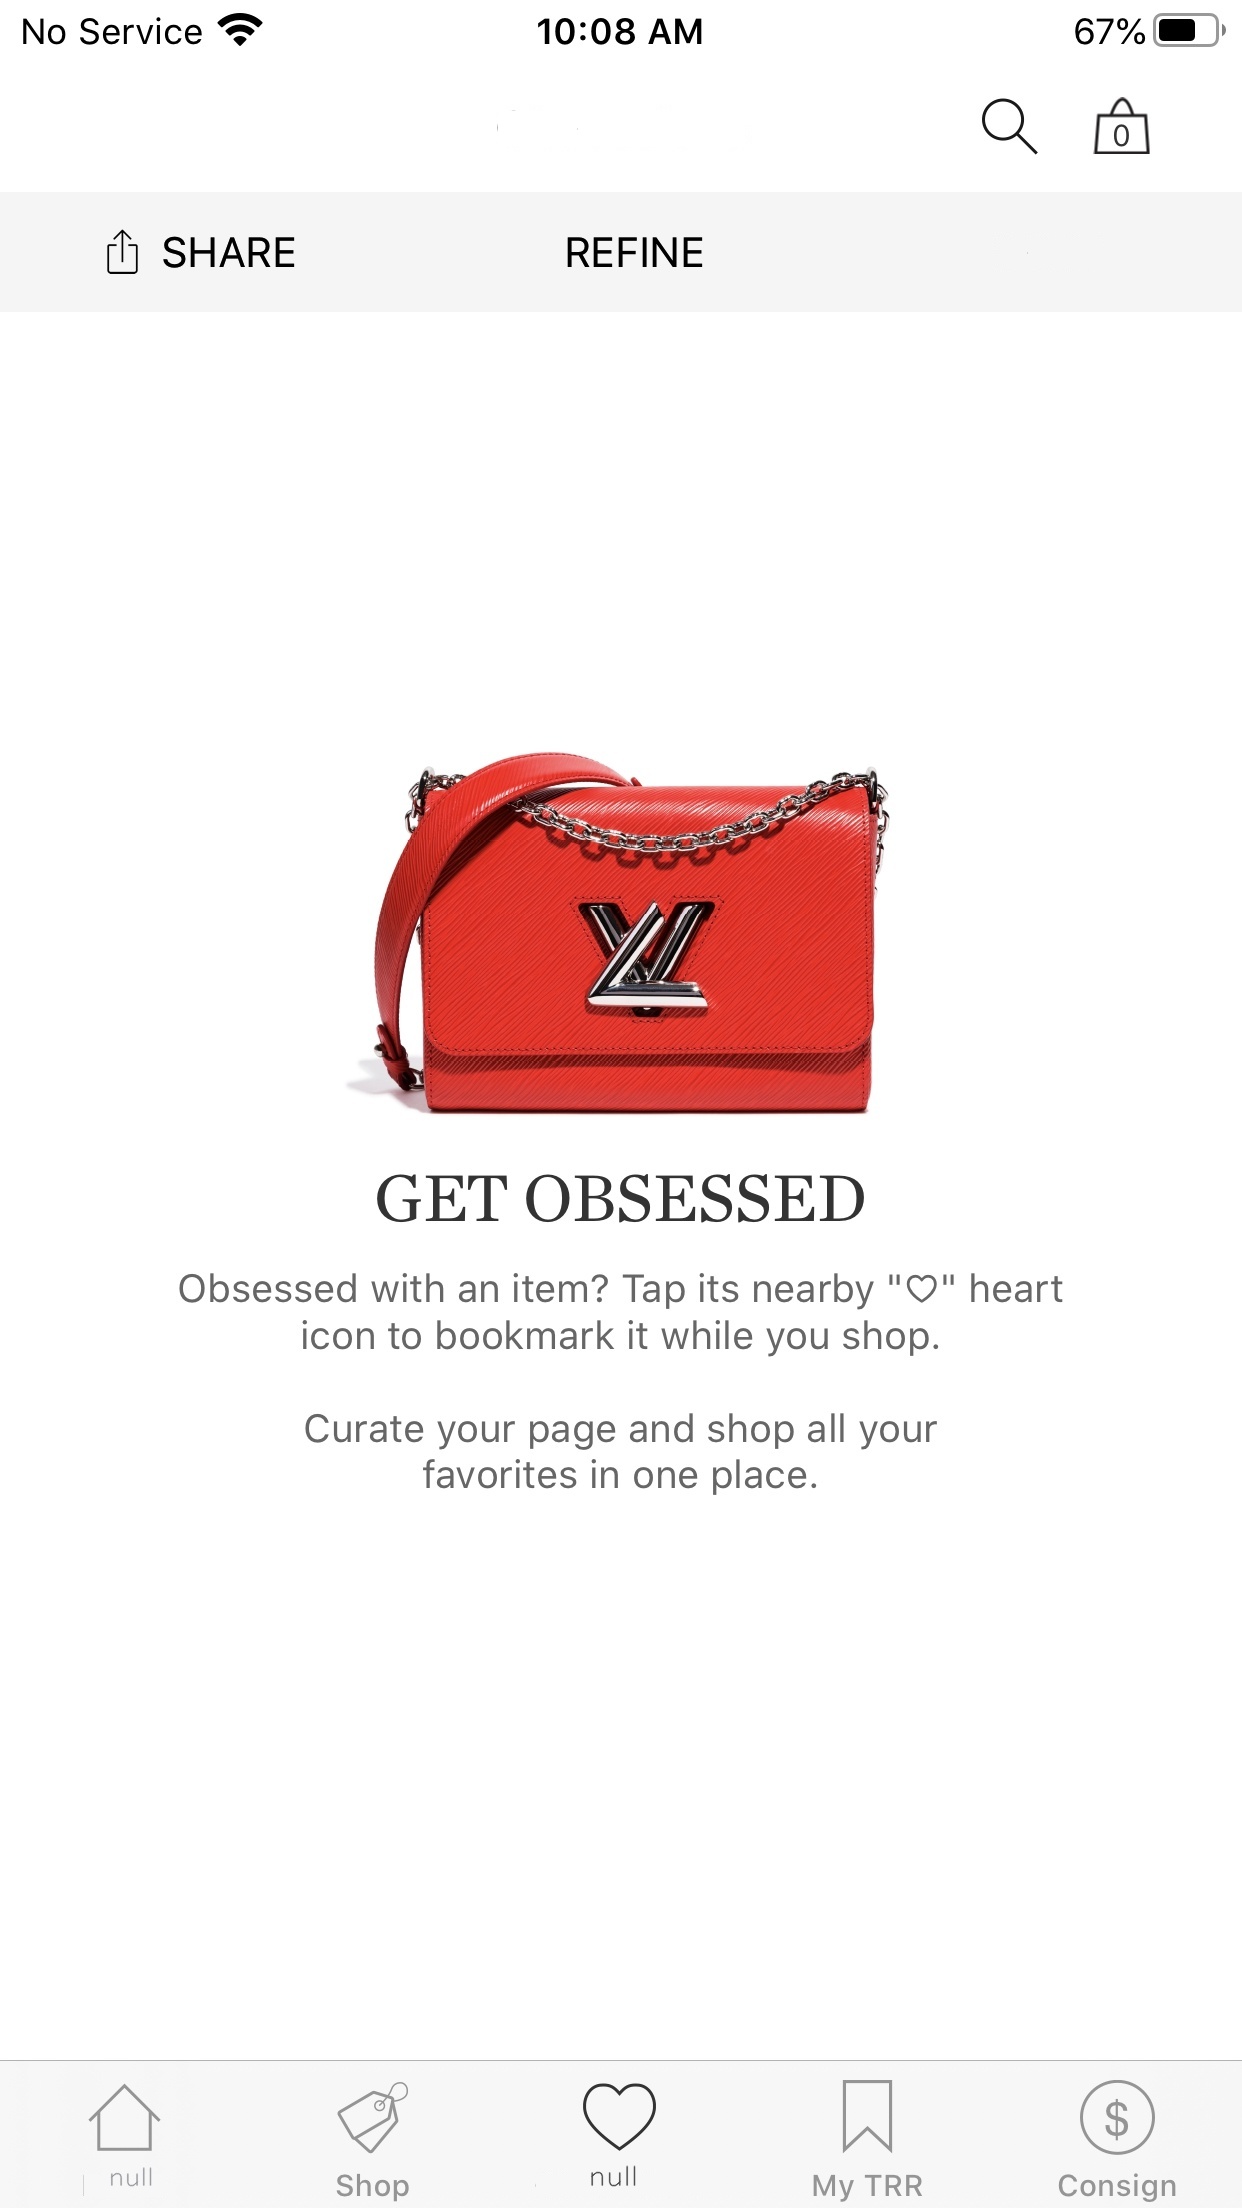 No Service 10:08 AM 67%
0
SHARE REFINE
GET OBSESSED
Obsessed with an item? Tap its nearby "♡" heart
icon to bookmark it while you shop.
Curate your page and shop all your
favorites in one place.
$
null Shop null My TRR Consign